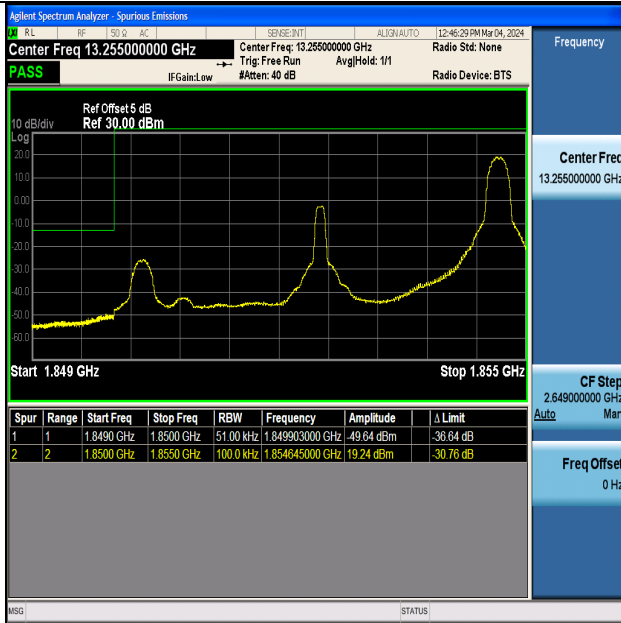 Agilent Spectrum Analyzer - Spurious Emissions
RL RF 50 Ω AC SENSE:INT ALIGN AUTO 12:46:29 PM Mar 04, 2024
Center Freq 13.255000000 GHz Center Freq: 13.255000000 GHz Radio Std: None
Trig: Free Run Avg|Hold: 1/1
PASS IFGain:Low #Atten: 40 dB Radio Device: BTS
Ref Offset 5 dB
10 dB/div Ref 30.00 dBm
Log
20.0
10.0
0.00
-10.0
-20.0
-30.0
-40.0
-50.0
-60.0
Start 1.849 GHz Stop 1.855 GHz
Spur Range Start Freq Stop Freq RBW Frequency Amplitude Δ Limit
1 1 1.8490 GHz 1.8500 GHz 51.00 kHz 1.849903000 GHz -49.64 dBm -36.64 dB
2 2 1.8500 GHz 1.8550 GHz 100.0 kHz 1.854645000 GHz 19.24 dBm -30.76 dB
Frequency
Center Freq
13.255000000 GHz
CF Step
2.649000000 GHz
Auto Man
Freq Offset
0 Hz
MSG STATUS